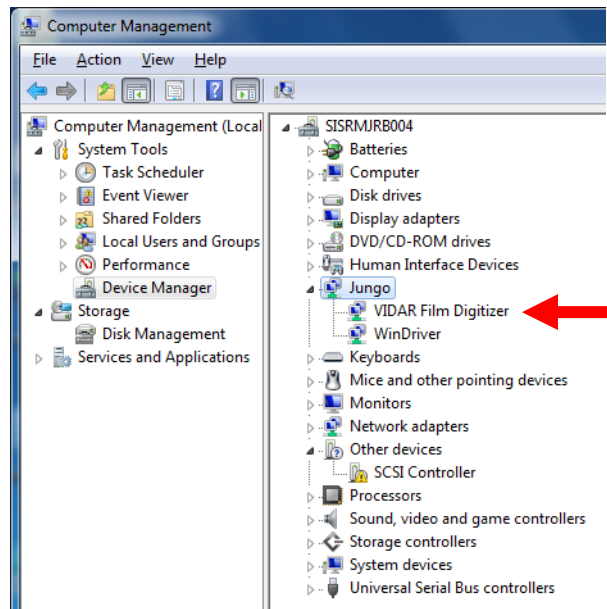 Computer Management
File Action View Help
Computer Management (Local
System Tools
Task Scheduler
Event Viewer
Shared Folders
Local Users and Groups
Performance
Device Manager
Storage
Disk Management
Services and Applications
SISRMJRB004
Batteries
Computer
Disk drives
Display adapters
DVD/CD-ROM drives
Human Interface Devices
Jungo
VIDAR Film Digitizer
WinDriver
Keyboards
Mice and other pointing devices
Monitors
Network adapters
Other devices
SCSI Controller
Processors
Sound, video and game controllers
Storage controllers
System devices
Universal Serial Bus controllers